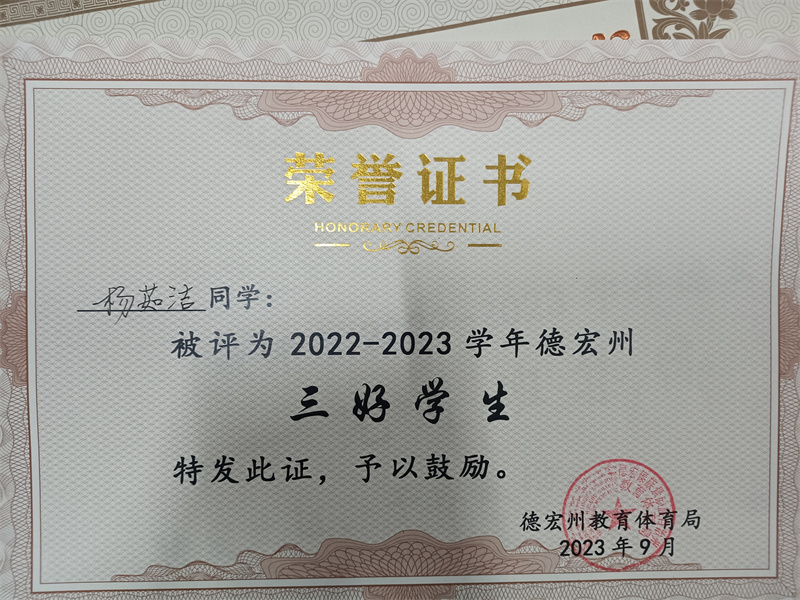 荣誉证书
HONORARY CREDENTIAL
杨茹洁同学：
被评为 2022-2023 学年德宏州
三好学生
特发此证，予以鼓励。
德宏州教育体育局
2023 年 9 月